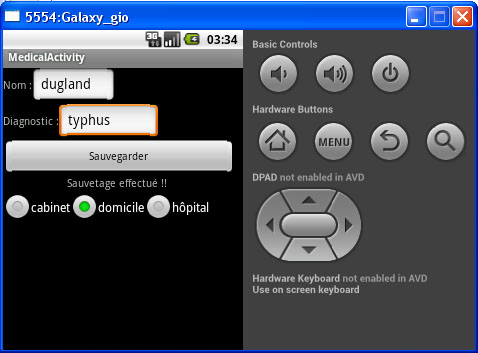 5554:Galaxy_gio
3G 03:34
MedicalActivity
Nom : dugland
Diagnostic : typhus
Sauvegarder
Sauvetage effectué !!
cabinet domicile hôpital
Basic Controls
Hardware Buttons
MENU
DPAD not enabled in AVD
Hardware Keyboard not enabled in AVD
Use on screen keyboard